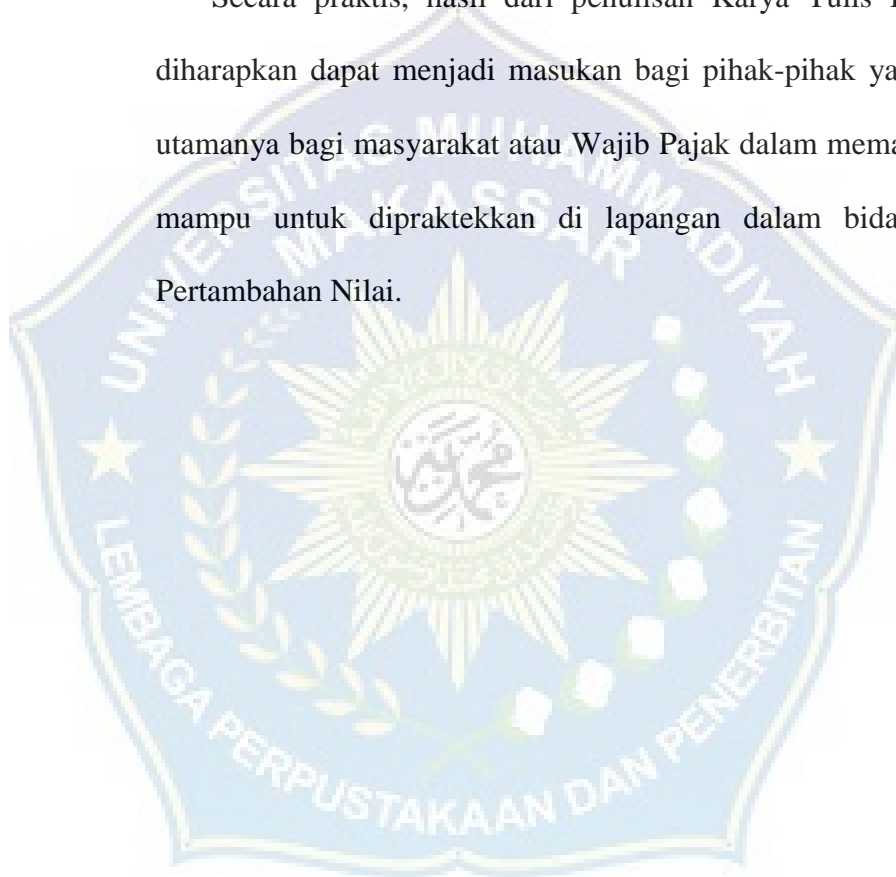 Secara praktis, hasil dari penulisan Karya Tulis
diharapkan dapat menjadi masukan bagi pihak-pihak ya
utamanya bagi masyarakat atau Wajib Pajak dalam mema
mampu untuk dipraktekkan di lapangan dalam bida
Pertambahan Nilai.
UNIVERSITAS MUHAMMADIYAH
MAKASSAR
LEMBAGA PERPUSTAKAAN DAN PENERBITAN